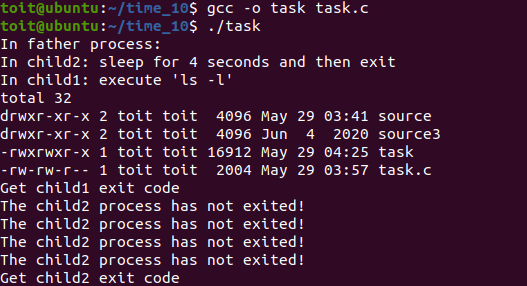 toit@ubuntu:~/time_10$ gcc -o task task.c
toit@ubuntu:~/time_10$ ./task
In father process:
In child2: sleep for 4 seconds and then exit
In child1: execute 'ls -l'
total 32
drwxr-xr-x 2 toit toit  4096 May 29 03:41 source
drwxr-xr-x 2 toit toit  4096 Jun  4  2020 source3
-rwxrwxr-x 1 toit toit 16912 May 29 04:25 task
-rw-rw-r-- 1 toit toit  2004 May 29 03:57 task.c
Get child1 exit code
The child2 process has not exited!
The child2 process has not exited!
The child2 process has not exited!
The child2 process has not exited!
Get child2 exit code